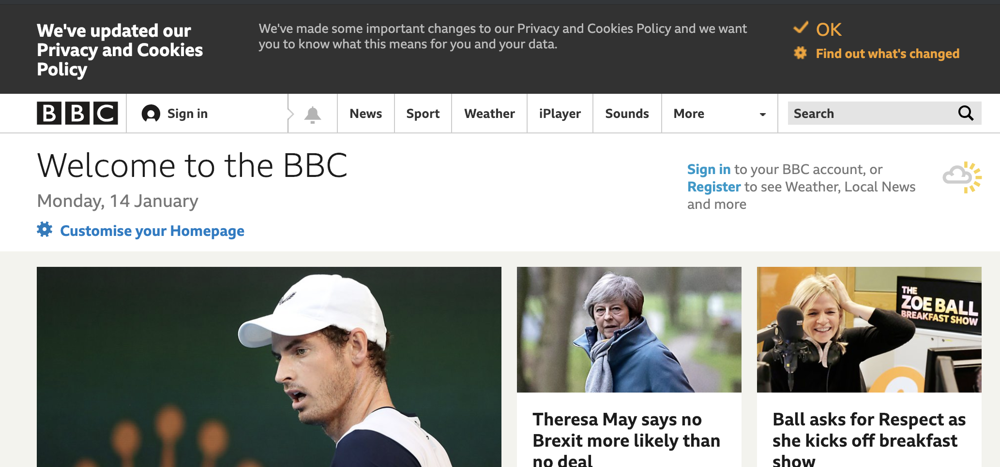 We've updated our
Privacy and Cookies
Policy
We've made some important changes to our Privacy and Cookies Policy and we want
you to know what this means for you and your data.
OK
Find out what's changed
BBC
Sign in
News
Sport
Weather
iPlayer
Sounds
More
Search
Welcome to the BBC
Monday, 14 January
Customise your Homepage
Sign in to your BBC account, or
Register to see Weather, Local News
and more
THE
ZOE BALL
BREAKFAST SHOW
Theresa May says no
Brexit more likely than
no deal
Ball asks for Respect as
she kicks off breakfast
show